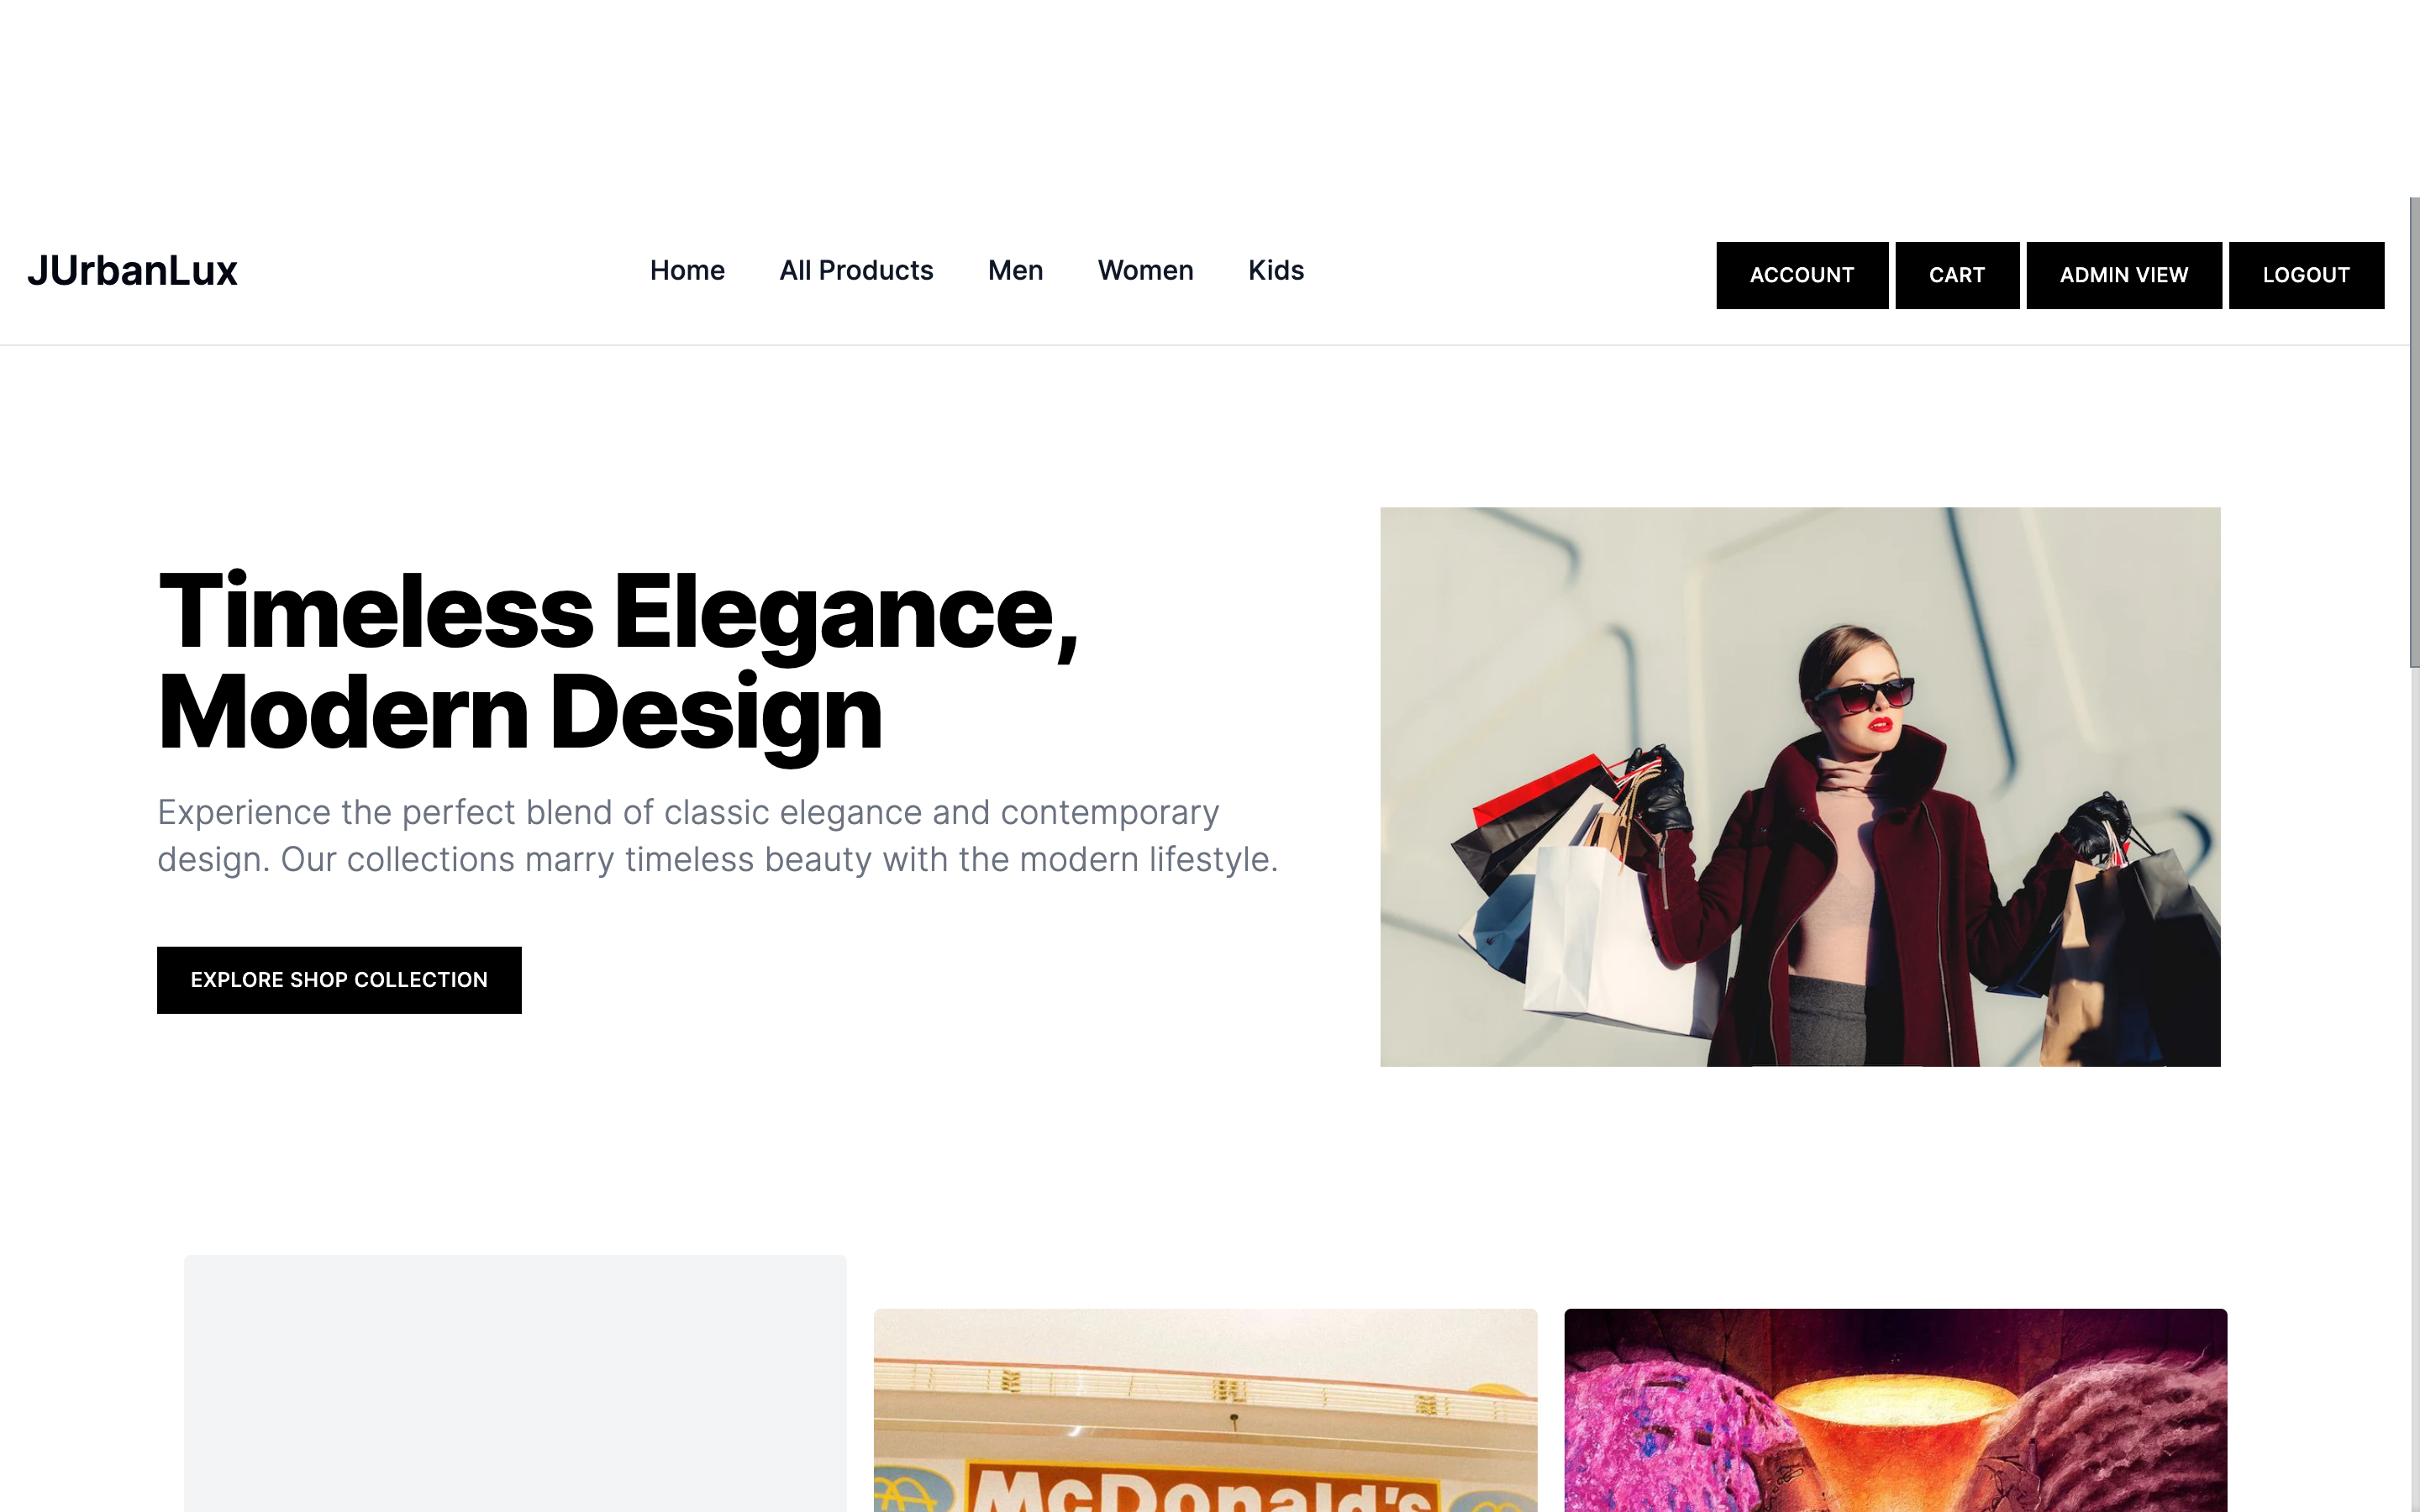 JUrbanLux
Home
All Products
Men
Women
Kids
ACCOUNT
CART
ADMIN VIEW
LOGOUT
Timeless Elegance,
Modern Design
Experience the perfect blend of classic elegance and contemporary
design. Our collections marry timeless beauty with the modern lifestyle.
EXPLORE SHOP COLLECTION
McDonald's